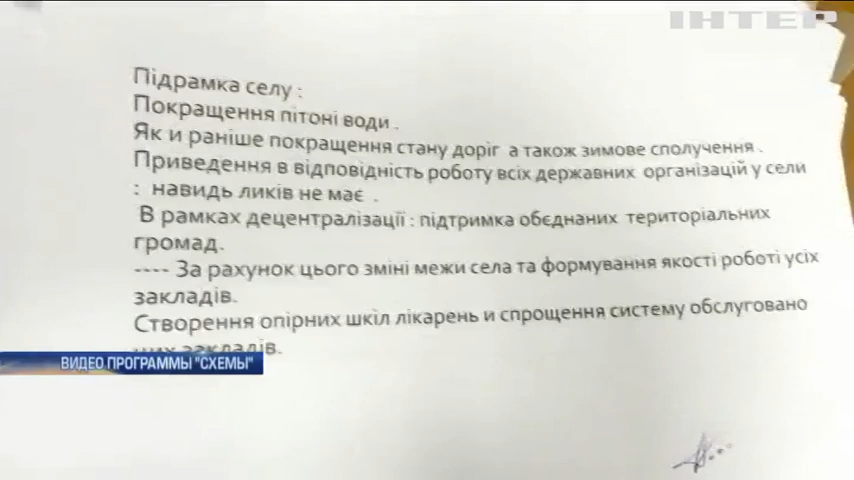 ІНТЕР
Підрамка селу :
Покращення пітоні води .
Як и раніше покращення стану доріг а також зимове сполучення .
Приведення в відповідність роботу всіх державних організацій у сели
: навидь ликів не має .
В рамках децентралізації : підтримка обєднаних територіальних
громад.
---- За рахунок цього зміні межи села та формування якості роботі усіх
закладів.
Створення опірних шкіл лікарень и спрощення систему обслуговано
закладів.
ВИДЕО ПРОГРАММЫ "СХЕМЫ"